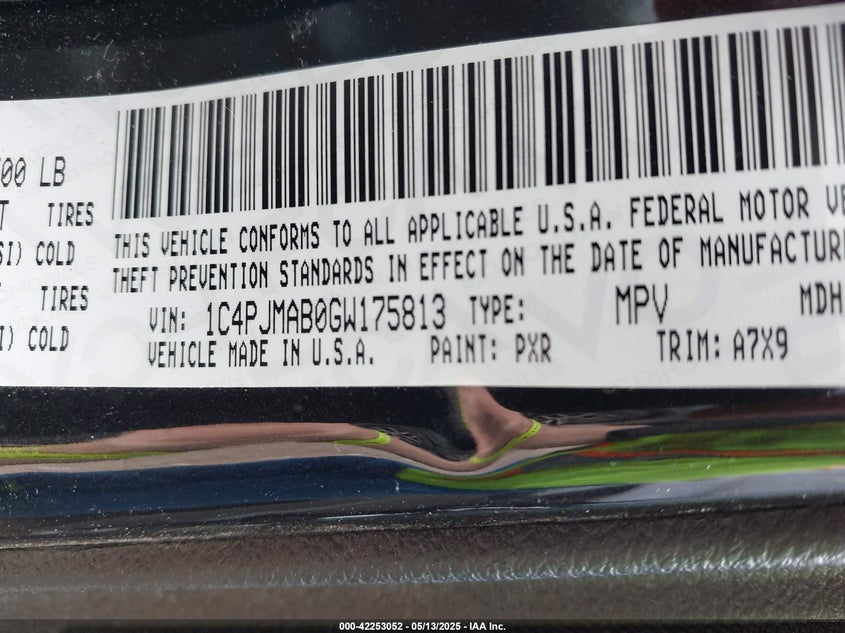 00 LB
TIRES
COLD
TIRES
COLD
THIS VEHICLE CONFORMS TO ALL APPLICABLE U.S.A. FEDERAL MOTOR
THEFT PREVENTION STANDARDS IN EFFECT ON THE DATE OF MANUFACTUR
VIN: 1C4PJMAB0GW175813 TYPE: MPV MDH
VEHICLE MADE IN U.S.A. PAINT: PXR TRIM: A7X9
000-42253052 - 05/13/2025 - IAA Inc.